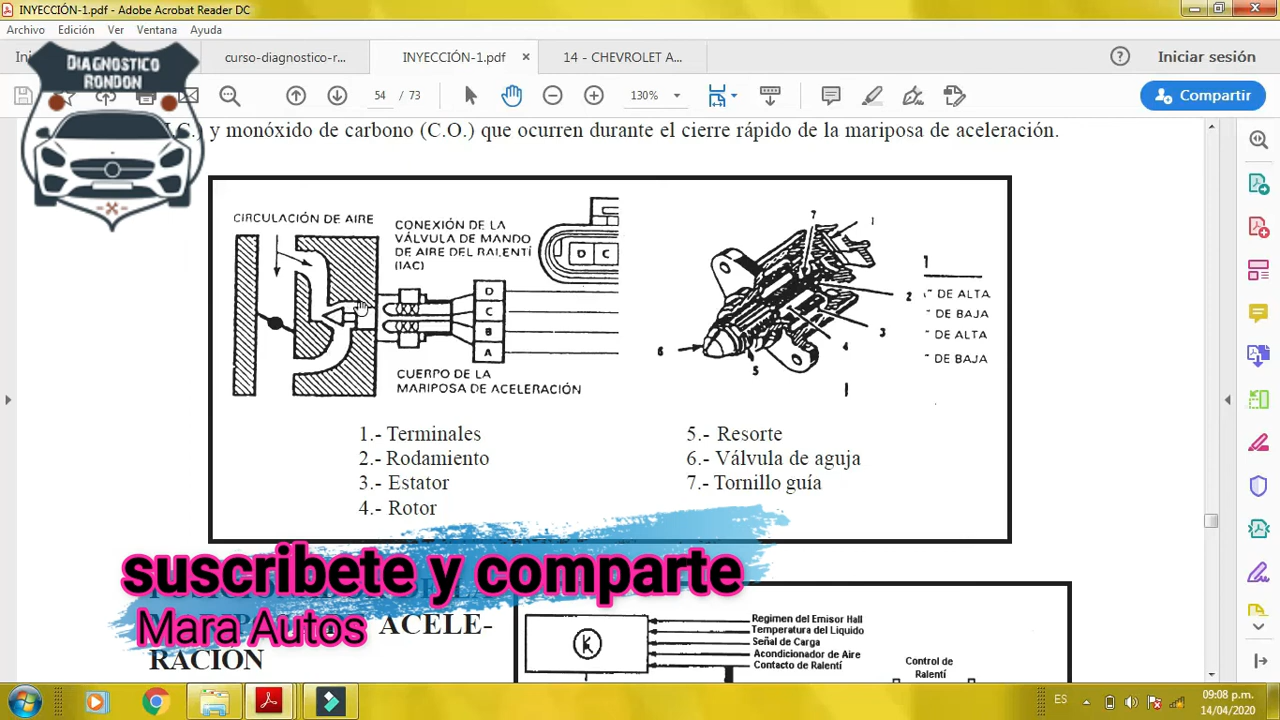 INYECCIÓN-1.pdf - Adobe Acrobat Reader DC
Archivo Edición Ver Ventana Ayuda
curso-diagnostico-r... INYECCIÓN-1.pdf × 14 - CHEVROLET A... Iniciar sesión
DIAGNOSTICO
RONDON
54 / 73 130% Compartir
y monóxido de carbono (C.O.) que ocurren durante el cierre rápido de la mariposa de aceleración.
CIRCULACIÓN DE AIRE
CONEXIÓN DE LA
VÁLVULA DE MANDO
DE AIRE DEL RALENTÍ
(IAC)
D C
D
C
B
A
CUERPO DE LA
MARIPOSA DE ACELERACIÓN
7
1
2
3
4
5
6
1
DE ALTA
DE BAJA
DE ALTA
DE BAJA
1.- Terminales
2.- Rodamiento
3.- Estator
4.- Rotor
5.- Resorte
6.- Válvula de aguja
7.- Tornillo guía
suscribete y comparte
Mara Autos
ACELE-
RACION
K
Regimen del Emisor Hall
Temperatura del Liquido
Señal de Carga
Acondicionador de Aire
Contacto de Ralentí
Control de
Ralentí
ES 09:08 p.m.
14/04/2020